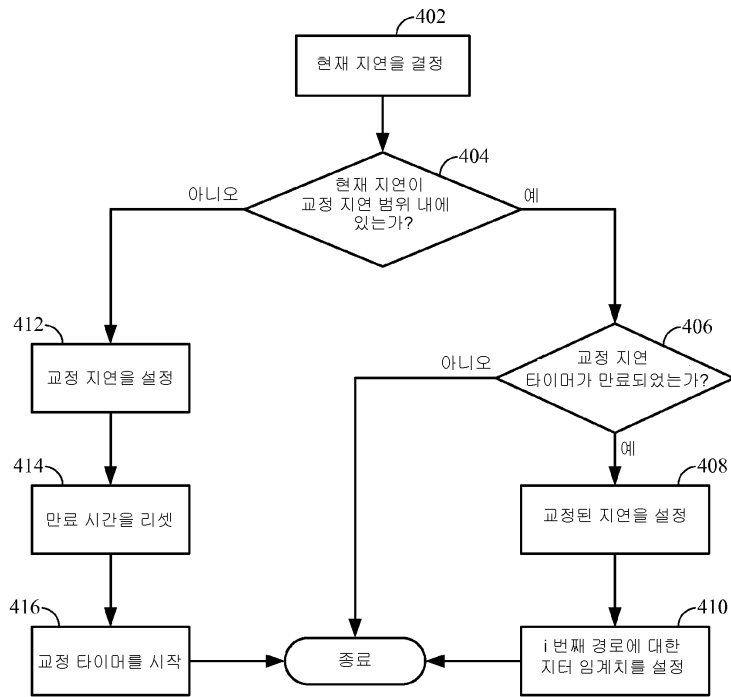 402
현재 지연을 결정
404
현재 지연이
교정 지연 범위 내에
있는가?
아니오
예
412
교정 지연을 설정
406
교정 지연
타이머가 만료되었는가?
아니오
예
414
만료 시간을 리셋
408
교정된 지연을 설정
416
교정 타이머를 시작
종료
410
i 번째 경로에 대한
지터 임계치를 설정